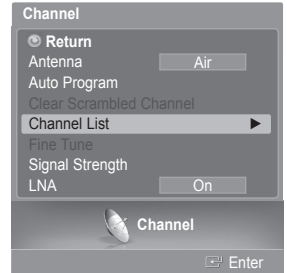 Channel
Return
Antenna Air
Auto Program
Clear Scrambled Channel
Channel List ►
Fine Tune
Signal Strength
LNA On
Channel
Enter